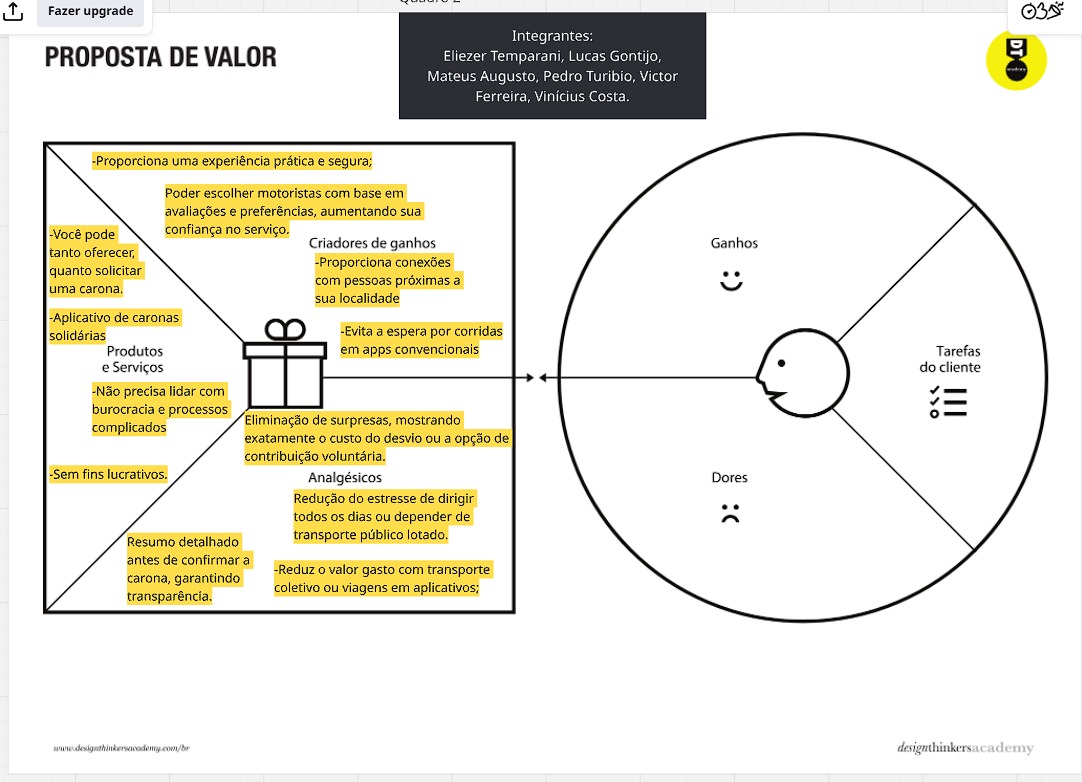 Fazer upgrade
Quadro 2
Integrantes:
Eliezer Temparani, Lucas Gontijo,
Mateus Augusto, Pedro Turibio, Victor
Ferreira, Vinícius Costa.
PROPOSTA DE VALOR
-Proporciona uma experiência prática e segura;
Poder escolher motoristas com base em
avaliações e preferências, aumentando sua
confiança no serviço.
Criadores de ganhos
-Proporciona conexões
com pessoas próximas a
sua localidade
-Evita a espera por corridas
em apps convencionais
-Você pode
tanto oferecer,
quanto solicitar
uma carona.
-Aplicativo de caronas
solidárias
Produtos
e Serviços
-Não precisa lidar com
burocracia e processos
complicados
-Sem fins lucrativos.
Eliminação de surpresas, mostrando
exatamente o custo do desvio ou a opção de
contribuição voluntária.
Analgésicos
Redução do estresse de dirigir
todos os dias ou depender de
transporte público lotado.
Resumo detalhado
antes de confirmar a
carona, garantindo
transparência.
-Reduz o valor gasto com transporte
coletivo ou viagens em aplicativos;
Ganhos
Tarefas
do cliente
Dores
www.designthinkersacademy.com/br
designthinkersacademy